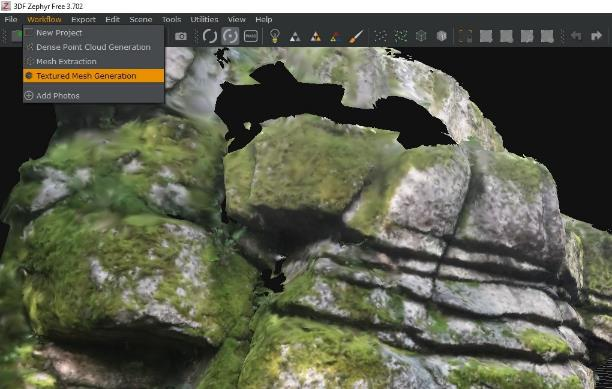 3DF Zephyr Free 3.702
File Workflow Export Edit Scene Tools Utilities View Help
New Project
Dense Point Cloud Generation
Mesh Extraction
Textured Mesh Generation
Add Photos